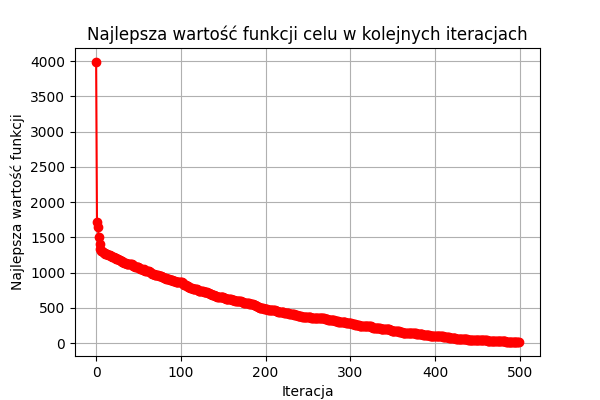 Najlepsza wartość funkcji celu w kolejnych iteracjach
Najlepsza wartość funkcji
4000
3500
3000
2500
2000
1500
1000
500
0
0 100 200 300 400 500
Iteracja